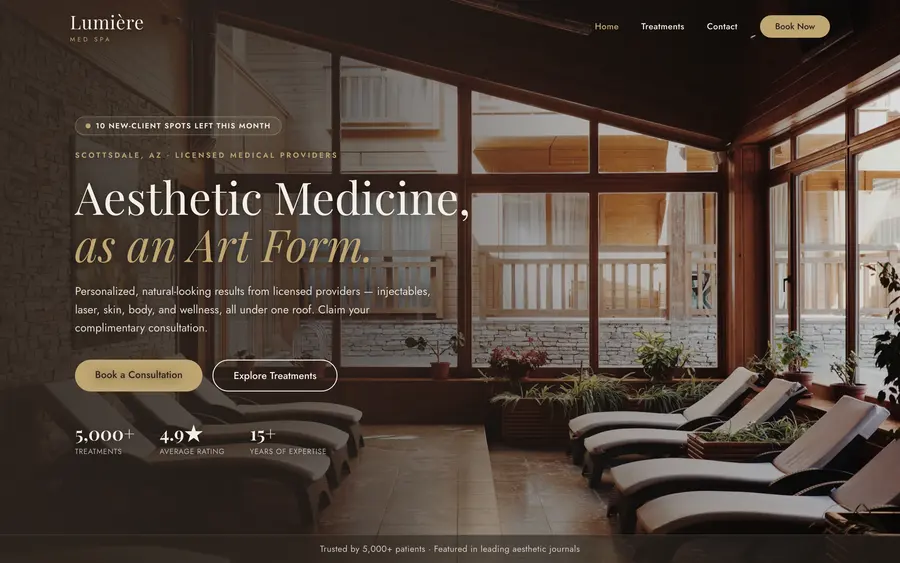 Lumière
MED SPA
Home
Treatments
Contact
Book Now
10 NEW-CLIENT SPOTS LEFT THIS MONTH
SCOTTSDALE, AZ · LICENSED MEDICAL PROVIDERS
Aesthetic Medicine,
as an Art Form.
Personalized, natural-looking results from licensed providers — injectables,
laser, skin, body, and wellness, all under one roof. Claim your
complimentary consultation.
Book a Consultation
Explore Treatments
5,000+
TREATMENTS
4.9★
AVERAGE RATING
15+
YEARS OF EXPERTISE
Trusted by 5,000+ patients · Featured in leading aesthetic journals